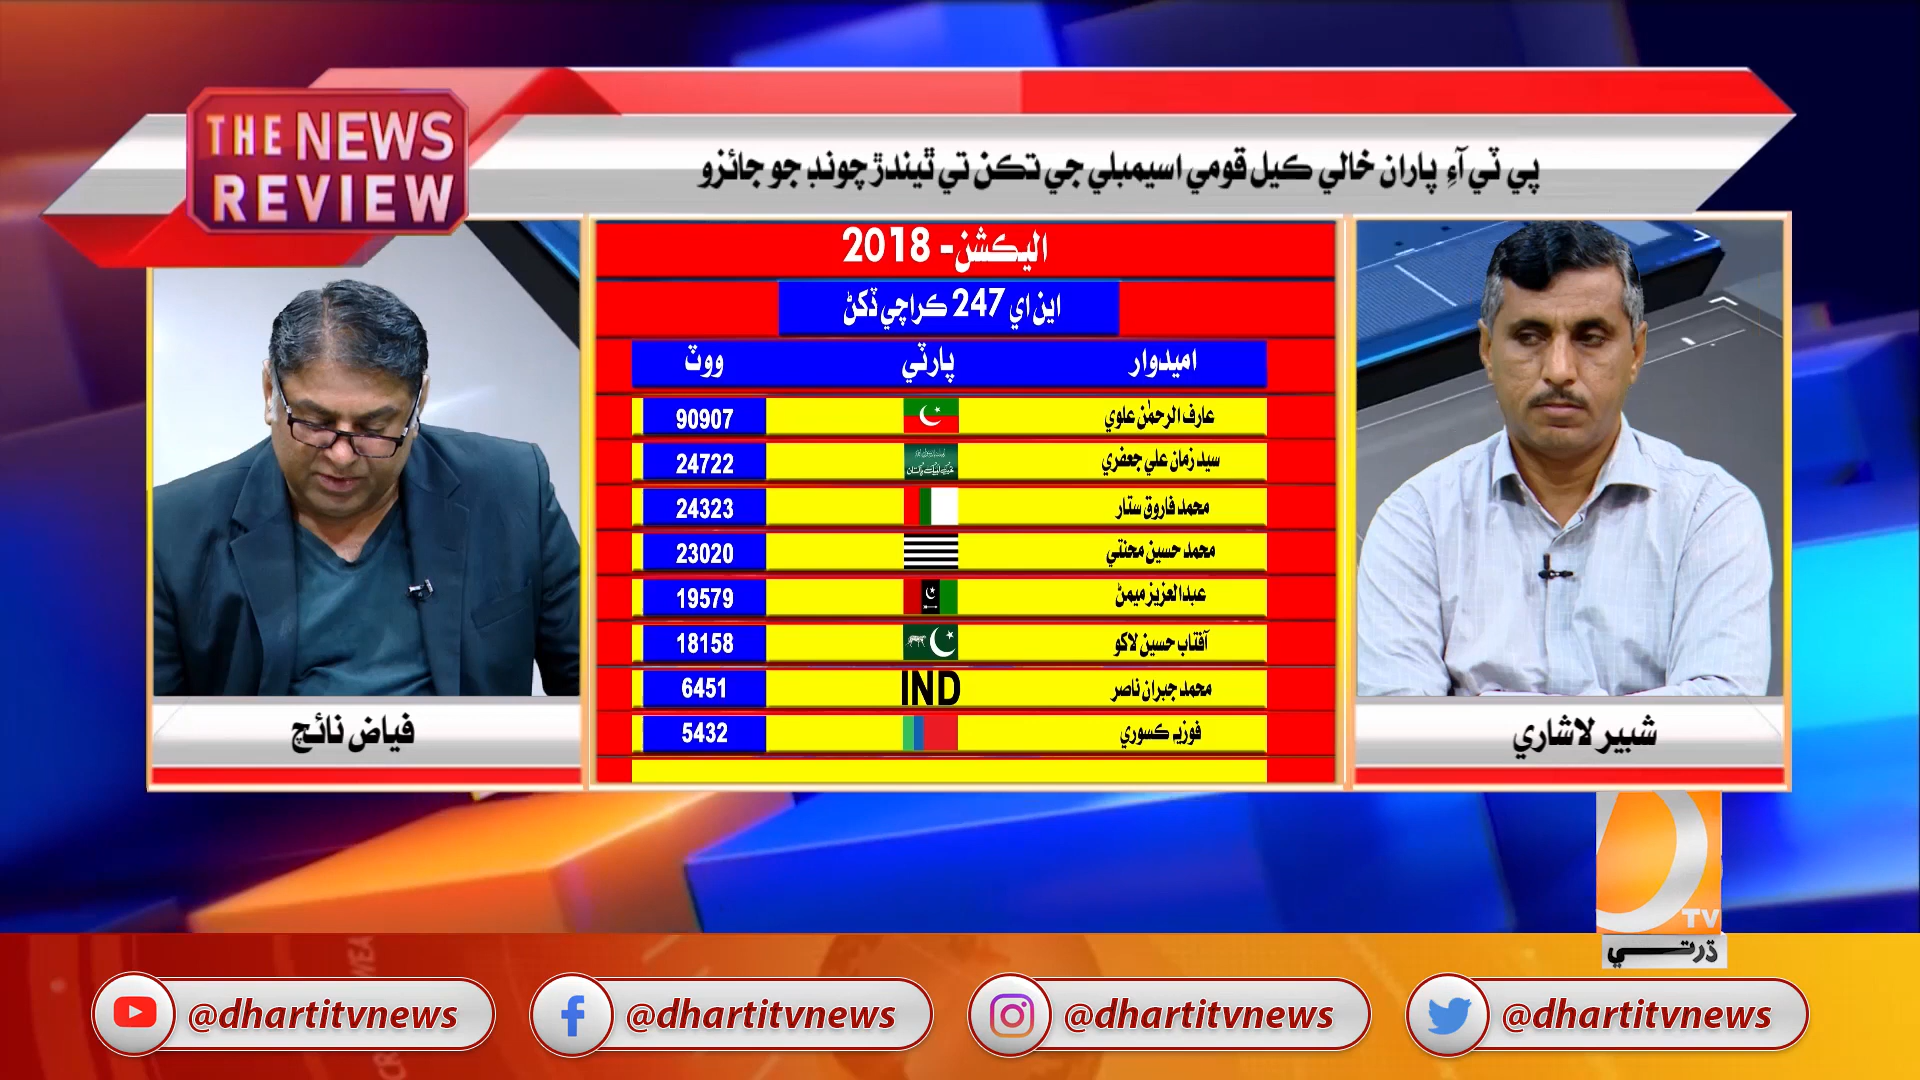 THE NEWS
REVIEW
پي ٽي آءِ پاران خالي ڪيل قومي اسيمبلي جي تڪن تي ٿيندڙ چونڊ جو جائزو
اليڪشن- 2018
اين اي 247 ڪراچي ڏکڻ
اميدوار پارٽي ووٽ
عارف الرحمٰن علوي 90907
سيد زمان علي جعفري 24722
محمد فاروق ستار 24323
محمد حسين محنتي 23020
عبدالعزيز ميمڻ 19579
آفتاب حسين لاکو 18158
محمد جبران ناصر IND 6451
فوزيه ڪسوري 5432
فياض نائچ
شبير لاشاري
TV
ڌرتي
@dhartitvnews
@dhartitvnews
@dhartitvnews
@dhartitvnews